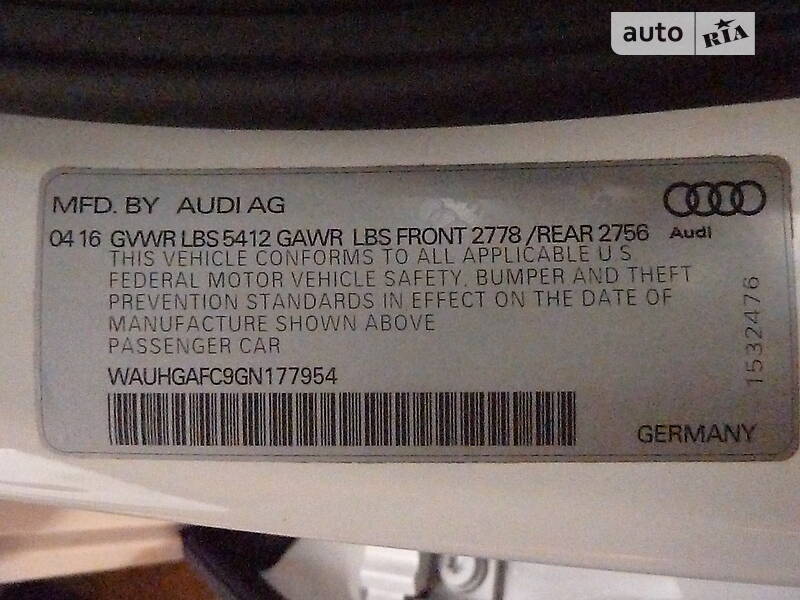 auto RIA
MFD. BY AUDI AG
04 16 GVWR LBS 5412 GAWR LBS FRONT 2778 /REAR 2756
Audi
THIS VEHICLE CONFORMS TO ALL APPLICABLE U S
FEDERAL MOTOR VEHICLE SAFETY, BUMPER AND THEFT
PREVENTION STANDARDS IN EFFECT ON THE DATE OF
MANUFACTURE SHOWN ABOVE
PASSENGER CAR
WAUHGAFC9GN177954
1532476
GERMANY